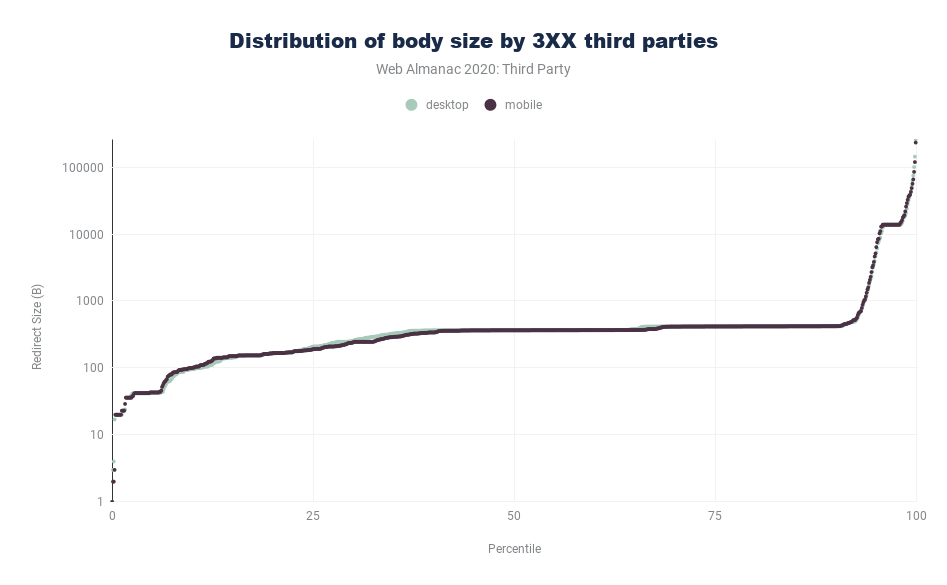 Distribution of body size by 3XX third parties
Web Almanac 2020: Third Party
desktop mobile
100000
10000
1000
100
10
1
Redirect Size (B)
0 25 50 75 100
Percentile